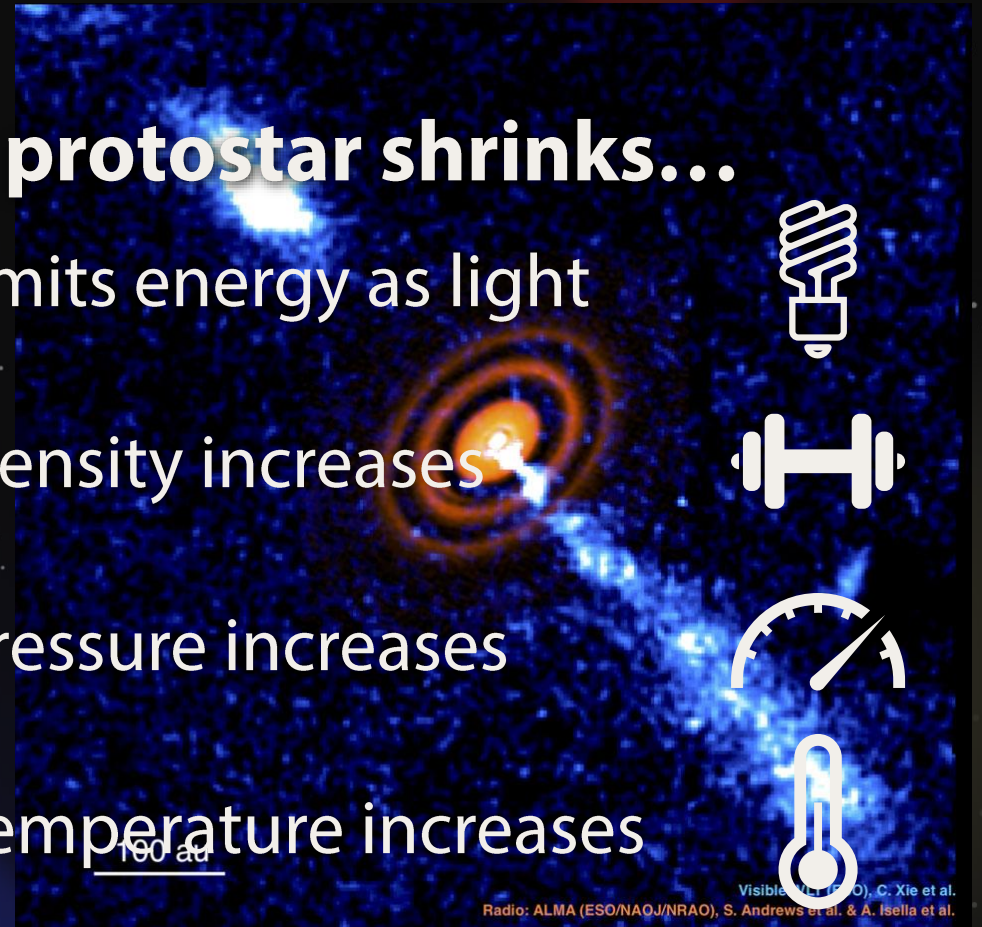 protostar shrinks…
mits energy as light
ensity increases
ressure increases
emperature increases
100 au
Visible: VLT (ESO), C. Xie et al.
Radio: ALMA (ESO/NAOJ/NRAO), S. Andrews et al. & A. Isella et al.